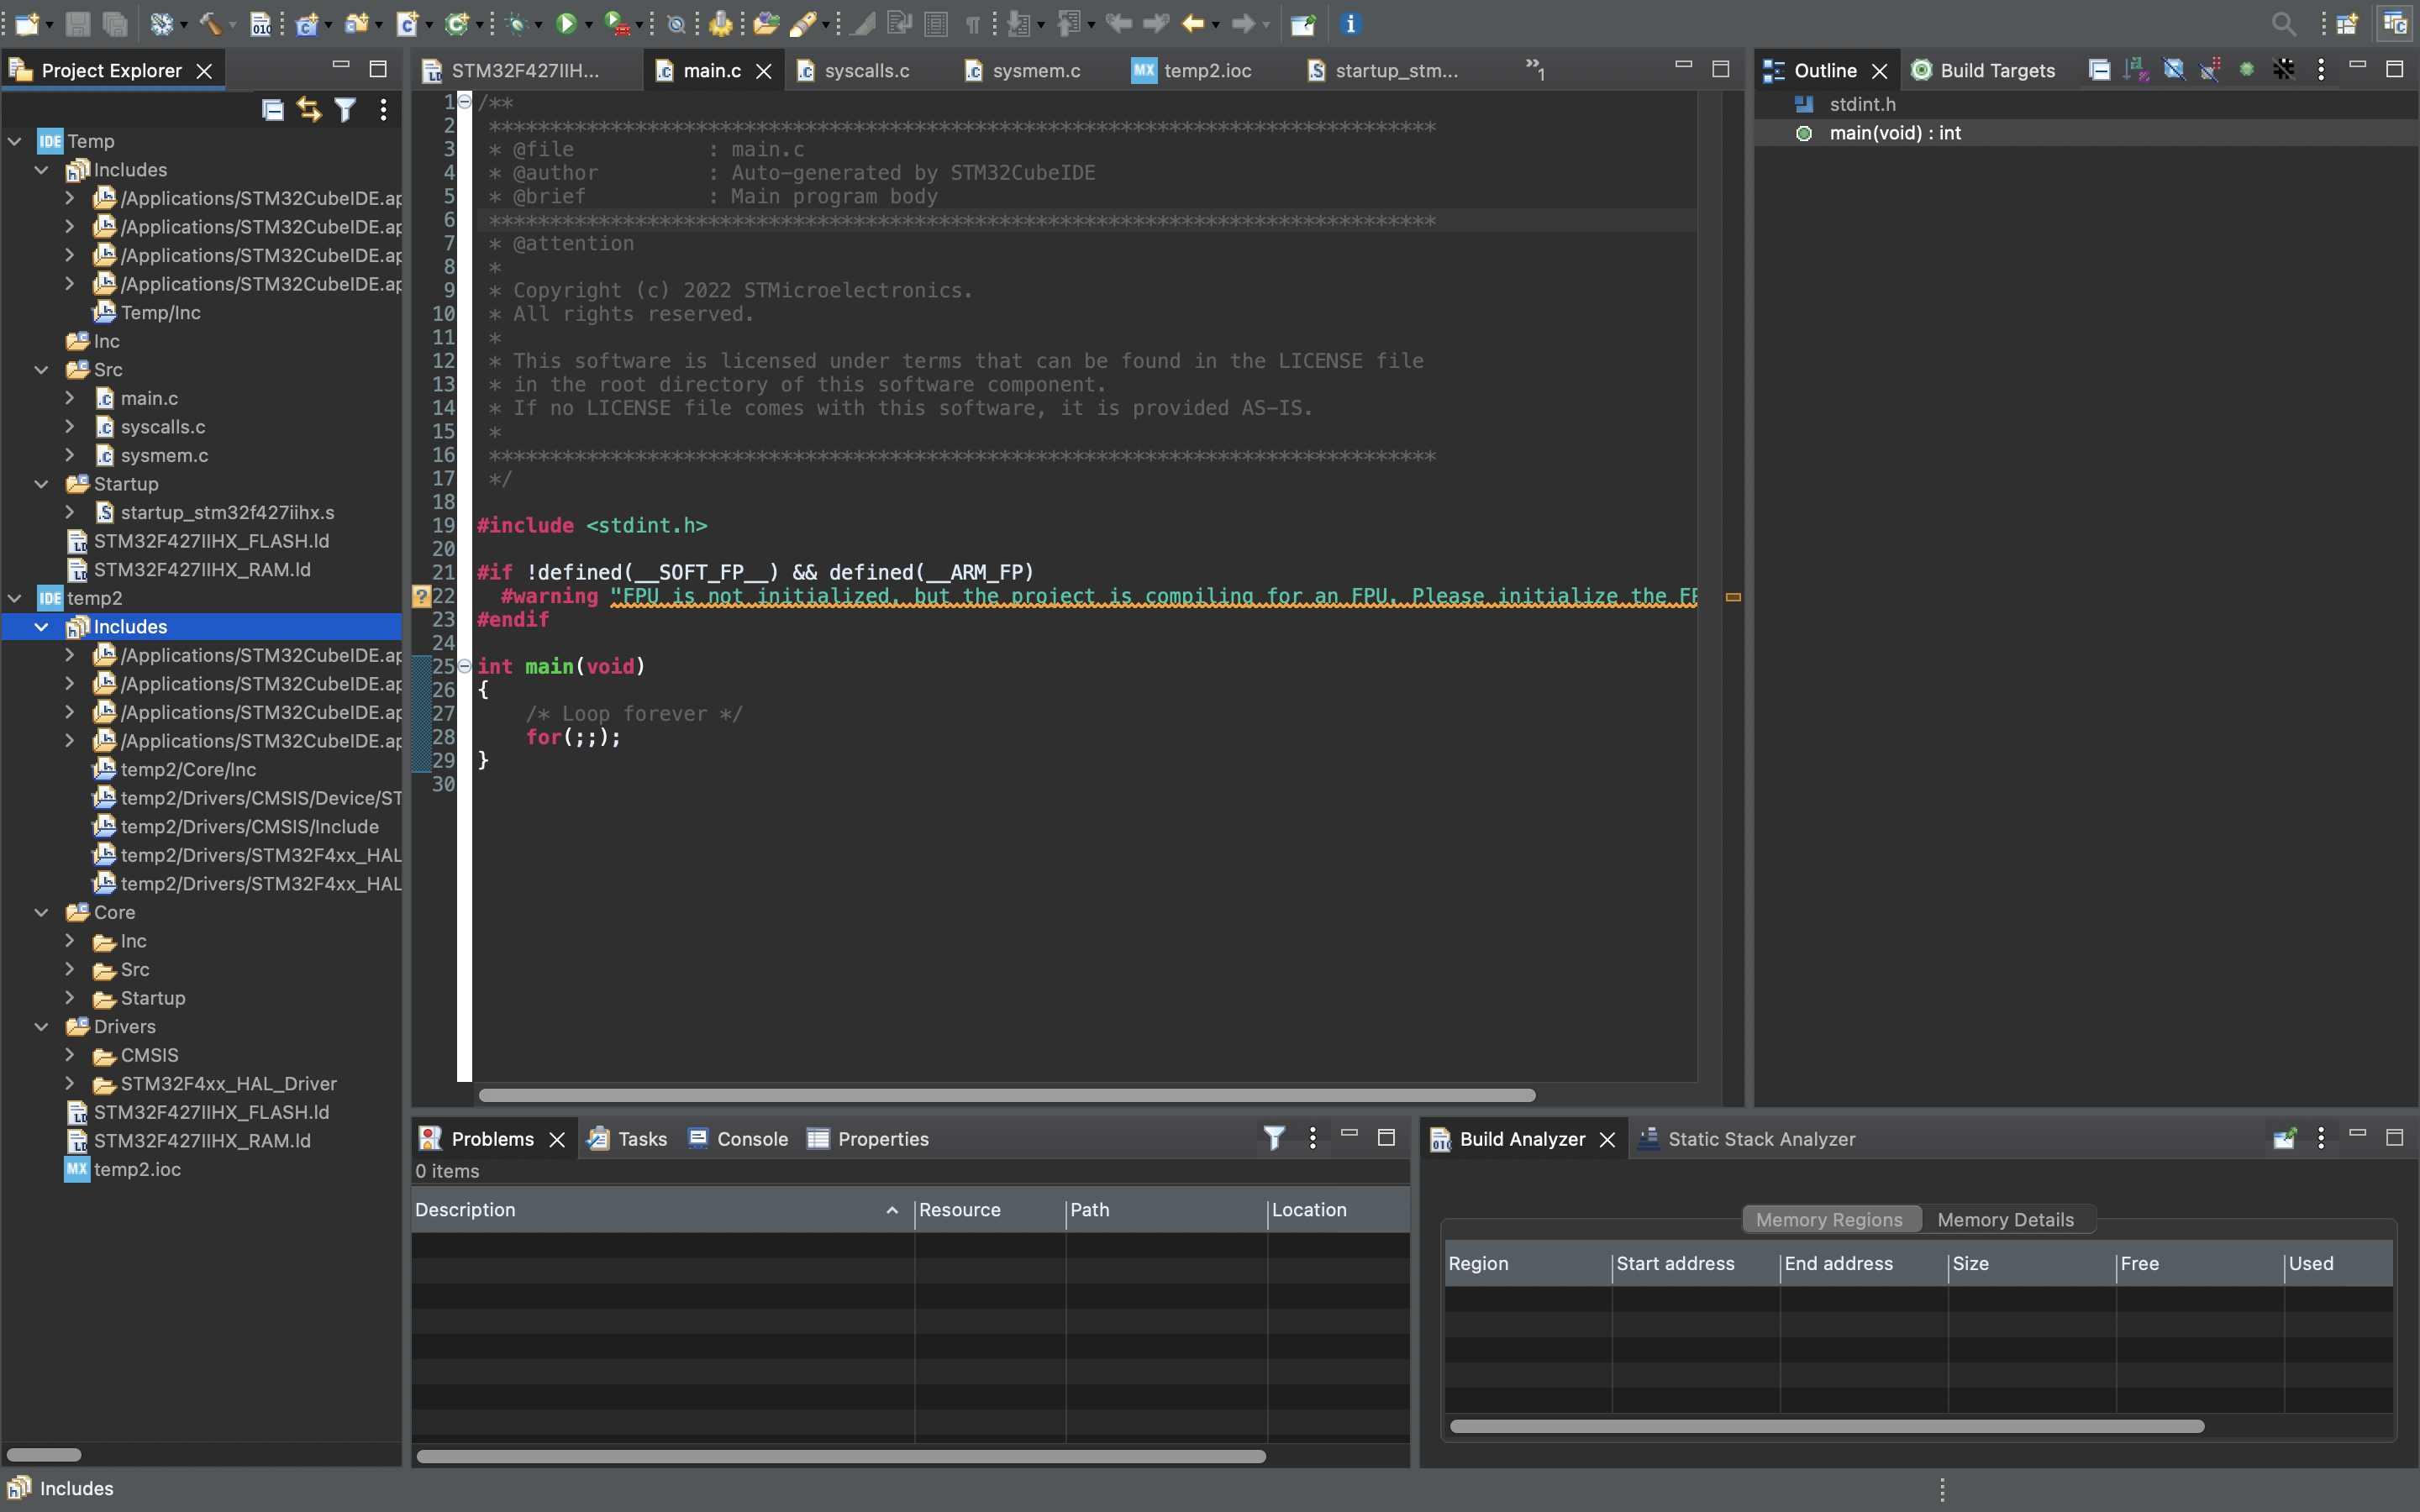 Project Explorer
Temp
Includes
/Applications/STM32CubeIDE.ap
/Applications/STM32CubeIDE.ap
/Applications/STM32CubeIDE.ap
/Applications/STM32CubeIDE.ap
Temp/Inc
Inc
Src
main.c
syscalls.c
sysmem.c
Startup
startup_stm32f427iihx.s
STM32F427IIHX_FLASH.ld
STM32F427IIHX_RAM.ld
temp2
Includes
/Applications/STM32CubeIDE.ap
/Applications/STM32CubeIDE.ap
/Applications/STM32CubeIDE.ap
/Applications/STM32CubeIDE.ap
temp2/Core/Inc
temp2/Drivers/CMSIS/Device/ST
temp2/Drivers/CMSIS/Include
temp2/Drivers/STM32F4xx_HAL
temp2/Drivers/STM32F4xx_HAL
Core
Inc
Src
Startup
Drivers
CMSIS
STM32F4xx_HAL_Driver
STM32F427IIHX_FLASH.ld
STM32F427IIHX_RAM.ld
temp2.ioc
STM32F427IIH... main.c syscalls.c sysmem.c temp2.ioc startup_stm... »1
1 /**
2 ******************************************************************************
3 * @file : main.c
4 * @author : Auto-generated by STM32CubeIDE
5 * @brief : Main program body
6 ******************************************************************************
7 * @attention
8 *
9 * Copyright (c) 2022 STMicroelectronics.
10 * All rights reserved.
11 *
12 * This software is licensed under terms that can be found in the LICENSE file
13 * in the root directory of this software component.
14 * If no LICENSE file comes with this software, it is provided AS-IS.
15 *
16 ******************************************************************************
17 */
18
19 #include <stdint.h>
20
21 #if !defined(__SOFT_FP__) && defined(__ARM_FP)
22 #warning "FPU is not initialized, but the project is compiling for an FPU. Please initialize the FP
23 #endif
24
25 int main(void)
26 {
27 /* Loop forever */
28 for(;;);
29 }
30
Outline Build Targets
stdint.h
main(void) : int
Problems Tasks Console Properties
0 items
Description Resource Path Location
Build Analyzer Static Stack Analyzer
Memory Regions Memory Details
Region Start address End address Size Free Used
Includes